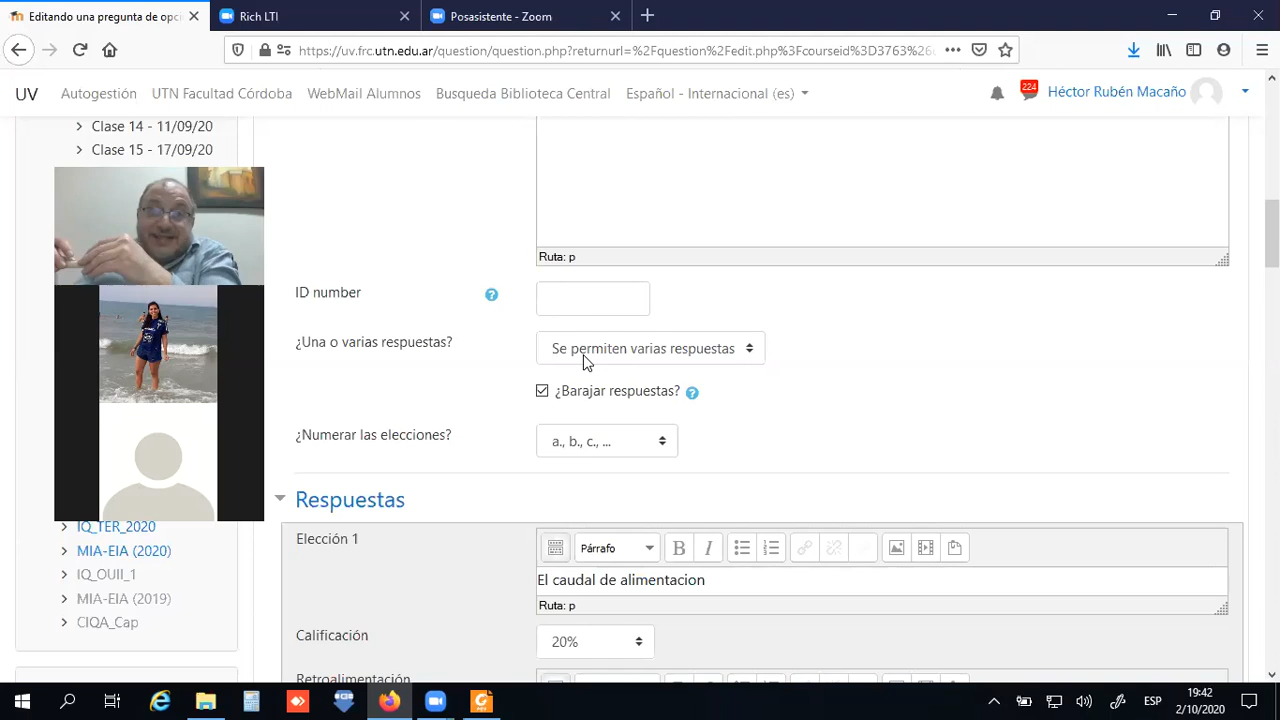 Editando una pregunta de opci
Rich LTI
Posasistente - Zoom
https://uv.frc.utn.edu.ar/question/question.php?returnurl=%2Fquestion%2Fedit.php%3Fcourseid%3D3763%26
UV
Autogestión
UTN Facultad Córdoba
WebMail Alumnos
Busqueda Biblioteca Central
Español - Internacional (es)
224
Héctor Rubén Macaño
Clase 14 - 11/09/20
Clase 15 - 17/09/20
Ruta: p
ID number
¿Una o varias respuestas?
Se permiten varias respuestas
¿Barajar respuestas?
¿Numerar las elecciones?
a., b., c., ...
Respuestas
IQ_TER_2020
MIA-EIA (2020)
IQ_OUII_1
MIA-EIA (2019)
CIQA_Cap
Elección 1
Párrafo
B I
El caudal de alimentacion
Ruta: p
Calificación
20%
Retroalimentación
ESP
19:42
2/10/2020